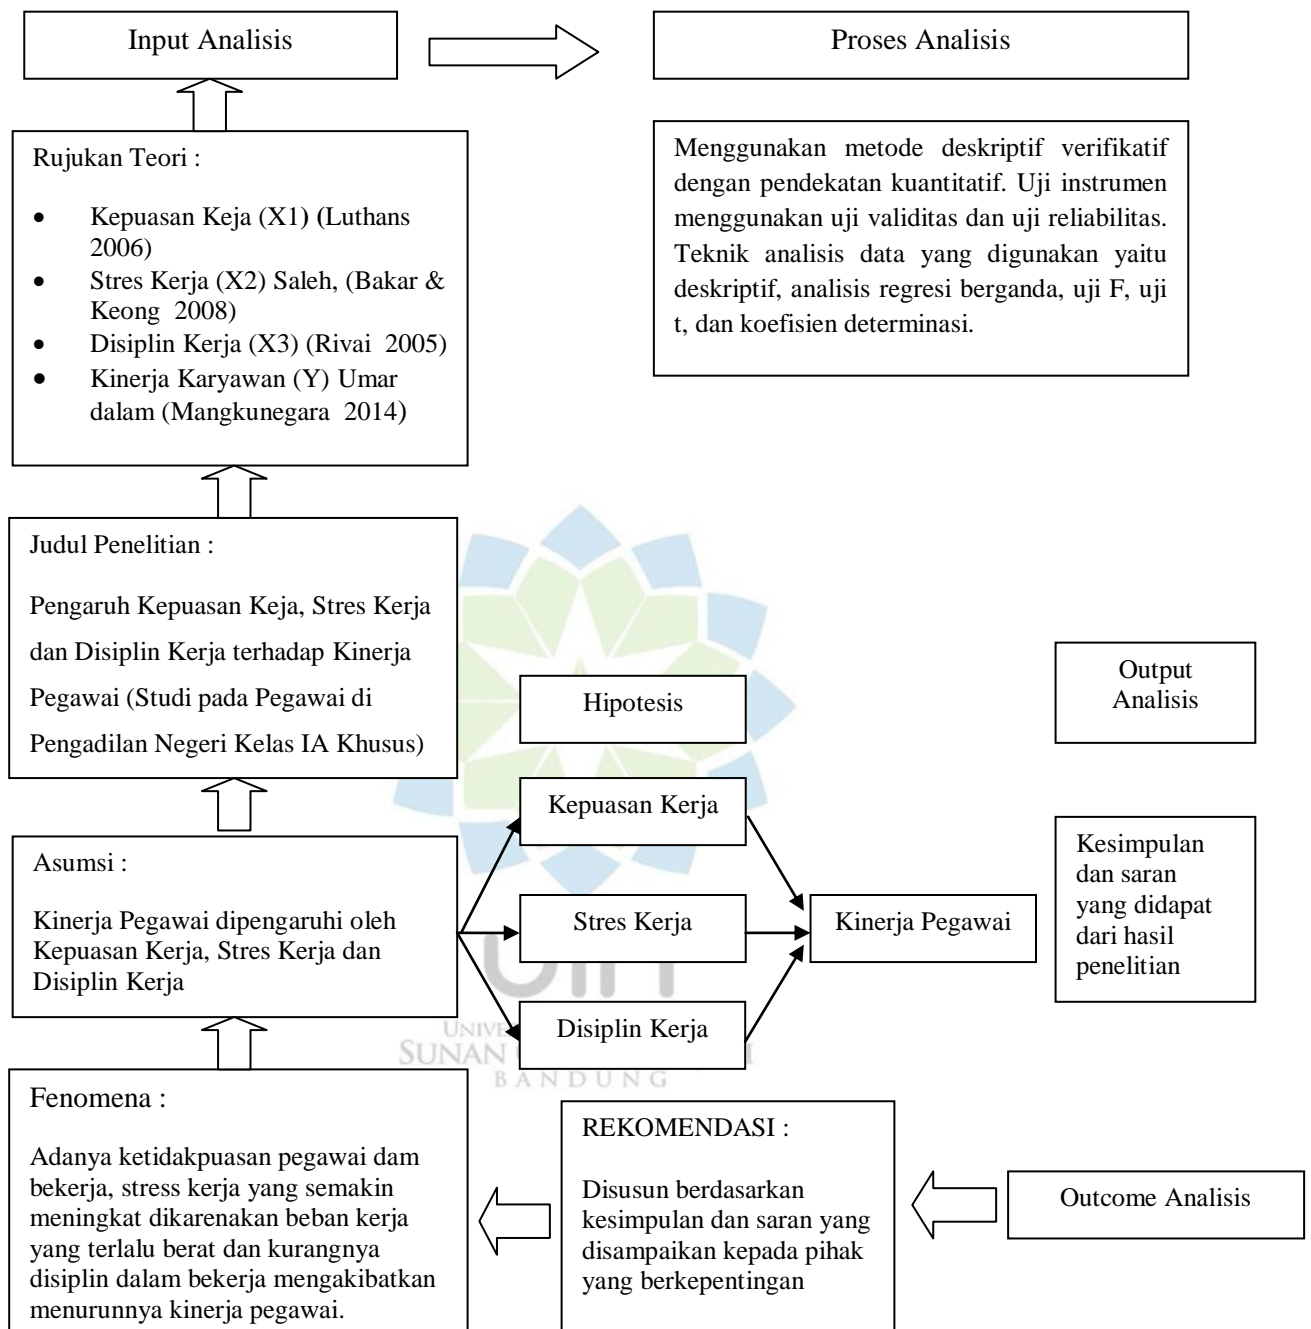 Input Analisis
Proses Analisis
Rujukan Teori :
• Kepuasan Keja (X1) (Luthans
2006)
• Stres Kerja (X2) Saleh, (Bakar &
Keong 2008)
• Disiplin Kerja (X3) (Rivai 2005)
• Kinerja Karyawan (Y) Umar
dalam (Mangkunegara 2014)
Menggunakan metode deskriptif verifikatif
dengan pendekatan kuantitatif. Uji instrumen
menggunakan uji validitas dan uji reliabilitas.
Teknik analisis data yang digunakan yaitu
deskriptif, analisis regresi berganda, uji F, uji
t, dan koefisien determinasi.
Judul Penelitian :
Pengaruh Kepuasan Keja, Stres Kerja
dan Disiplin Kerja terhadap Kinerja
Pegawai (Studi pada Pegawai di
Pengadilan Negeri Kelas IA Khusus)
Hipotesis
Output
Analisis
Asumsi :
Kinerja Pegawai dipengaruhi oleh
Kepuasan Kerja, Stres Kerja dan
Disiplin Kerja
Kepuasan Kerja
Stres Kerja
Disiplin Kerja
Kinerja Pegawai
Kesimpulan
dan saran
yang didapat
dari hasil
penelitian
SUNAN
BANDUNG
Fenomena :
Adanya ketidakpuasan pegawai dam
bekerja, stress kerja yang semakin
meningkat dikarenakan beban kerja
yang terlalu berat dan kurangnya
disiplin dalam bekerja mengakibatkan
menurunnya kinerja pegawai.
REKOMENDASI :
Disusun berdasarkan
kesimpulan dan saran yang
disampaikan kepada pihak
yang berkepentingan
Outcome Analisis